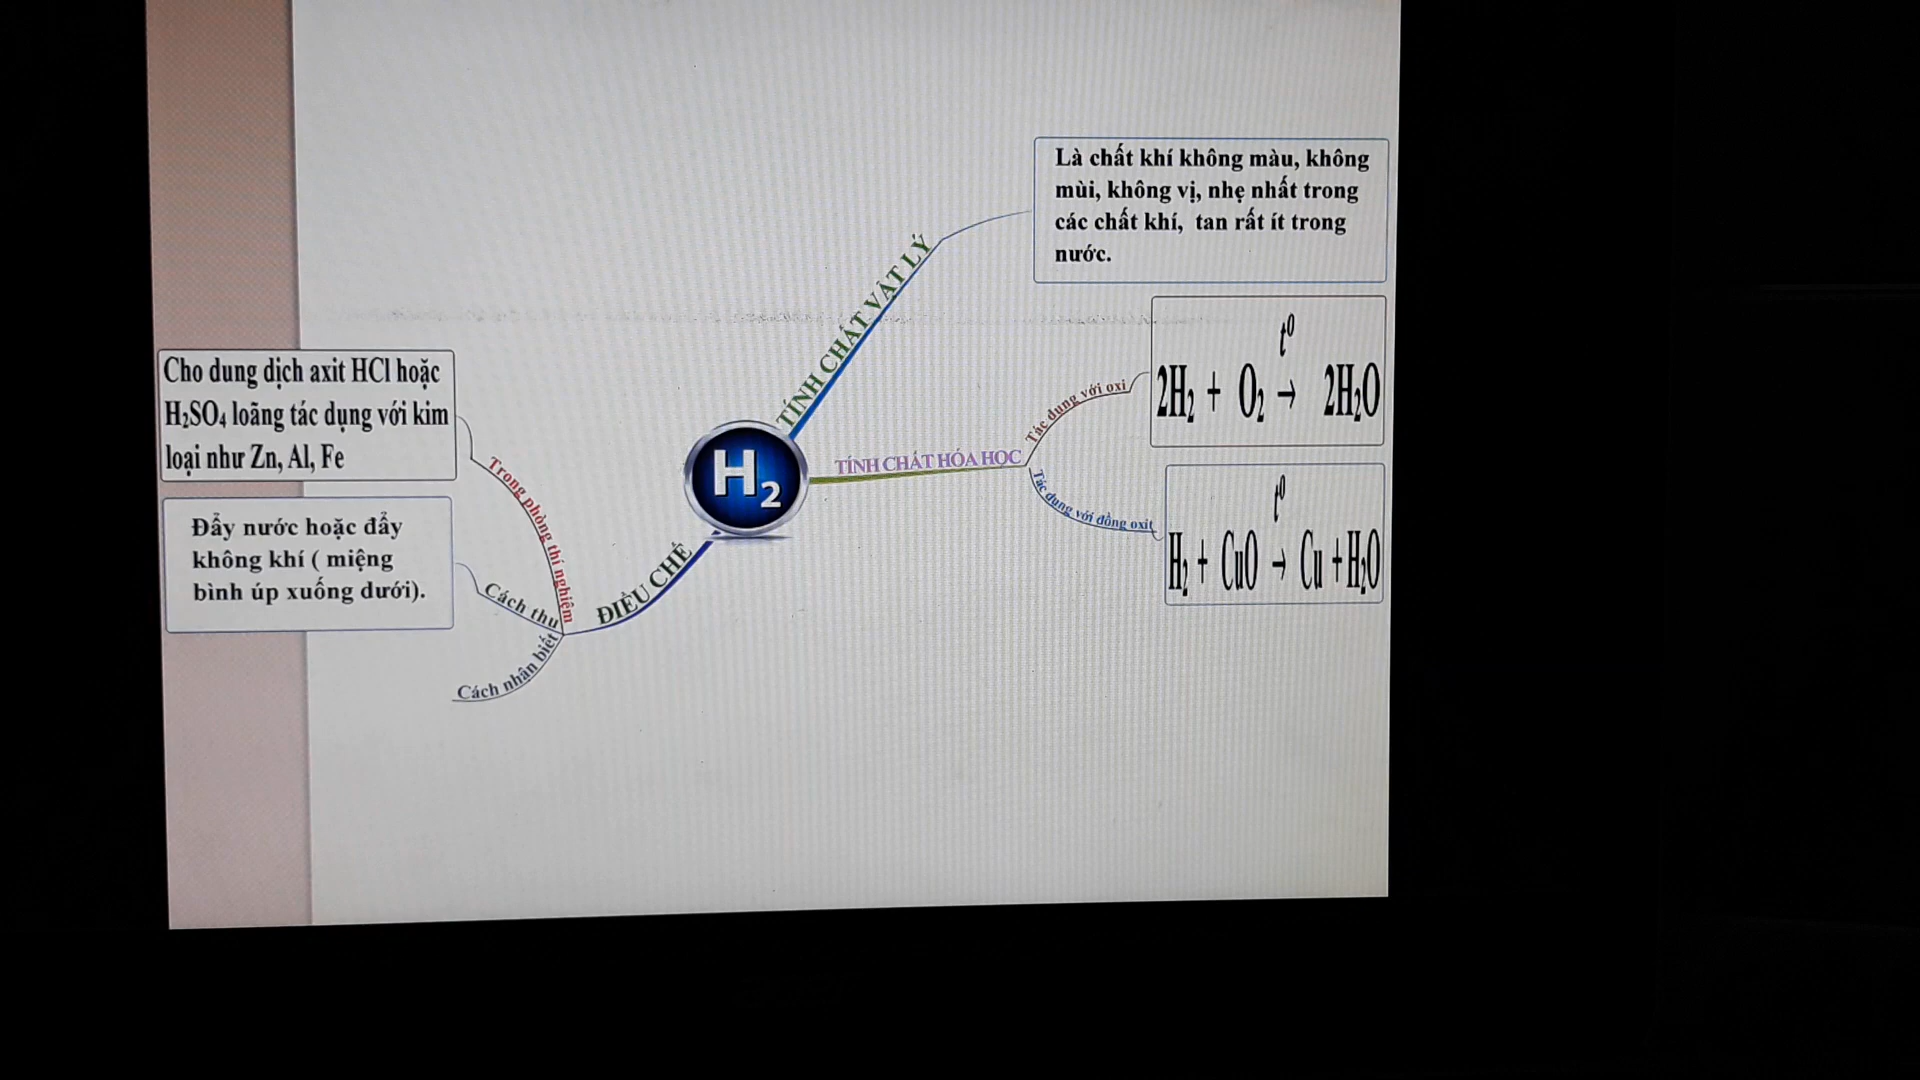 Là chất khí không màu, không
mùi, không vị, nhẹ nhất trong
các chất khí, tan rất ít trong
nước.
TÍNH CHẤT VẬT LÝ
t⁰
2H₂ + O₂ → 2H₂O
Tác dụng với oxi
TÍNH CHẤT HÓA HỌC
Tác dụng với đồng oxit
t⁰
H₂ + CuO → Cu + H₂O
H₂
Cho dung dịch axit HCl hoặc
H₂SO₄ loãng tác dụng với kim
loại như Zn, Al, Fe
Trong phòng thí nghiệm
Đẩy nước hoặc đẩy
không khí ( miệng
bình úp xuống dưới).
Cách thu
ĐIỀU CHẾ
Cách nhân biết